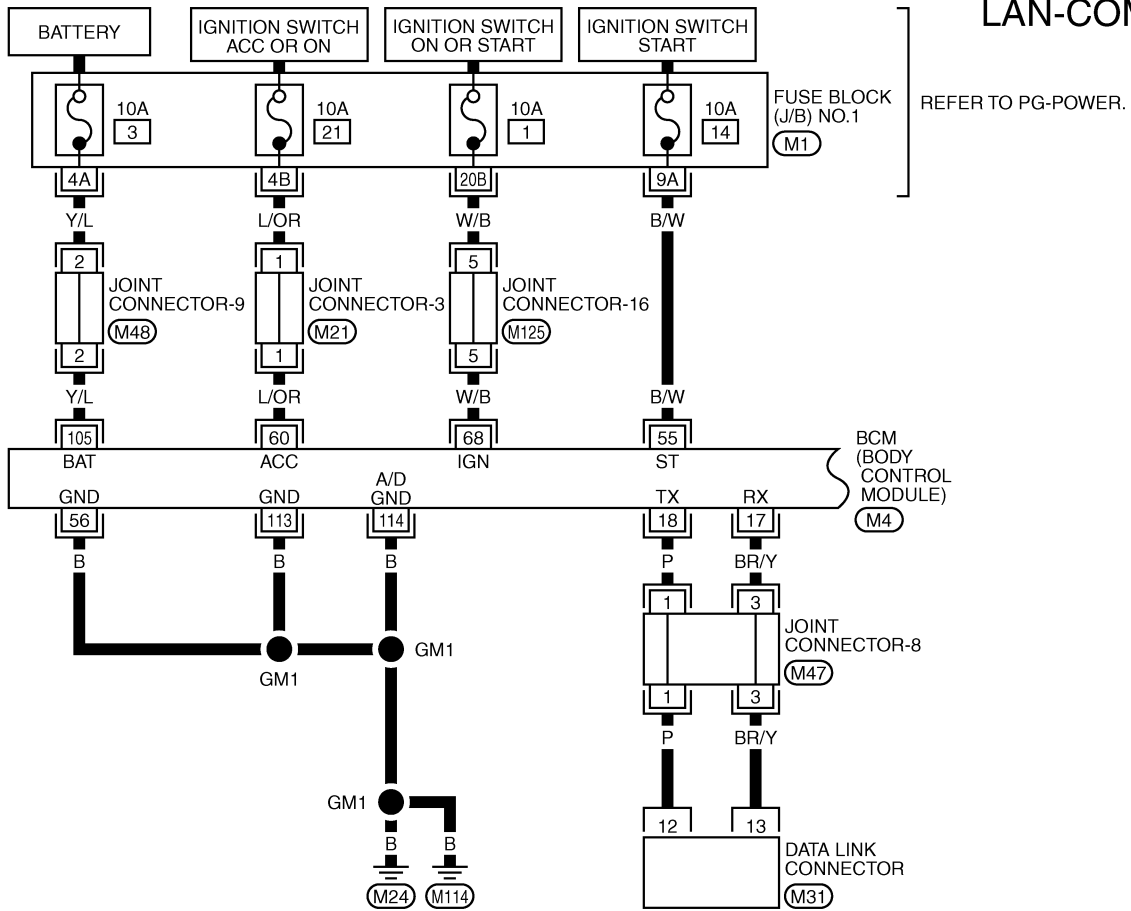 LAN-COM
BATTERY
IGNITION SWITCH
ACC OR ON
IGNITION SWITCH
ON OR START
IGNITION SWITCH
START
10A
3
10A
21
10A
1
10A
14
FUSE BLOCK
(J/B) NO.1
M1
REFER TO PG-POWER.
4A
4B
20B
9A
Y/L
L/OR
W/B
B/W
2
1
5
JOINT
CONNECTOR-9
M48
JOINT
CONNECTOR-3
M21
JOINT
CONNECTOR-16
M125
2
1
5
Y/L
L/OR
W/B
B/W
105
60
68
55
BAT
ACC
IGN
ST
BCM
(BODY
CONTROL
MODULE)
M4
GND
GND
A/D
GND
TX
RX
56
113
114
18
17
B
B
B
P
BR/Y
1
3
JOINT
CONNECTOR-8
M47
GM1
GM1
1
3
P
BR/Y
GM1
12
13
B
B
M24
M114
DATA LINK
CONNECTOR
M31